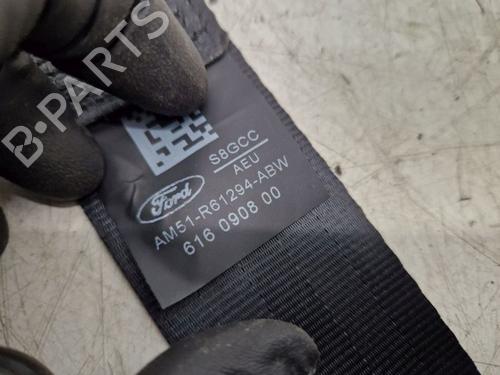 B-PARTS
S8GCC
AEU
Ford
AM51-R61294-ABW
616 0908 00